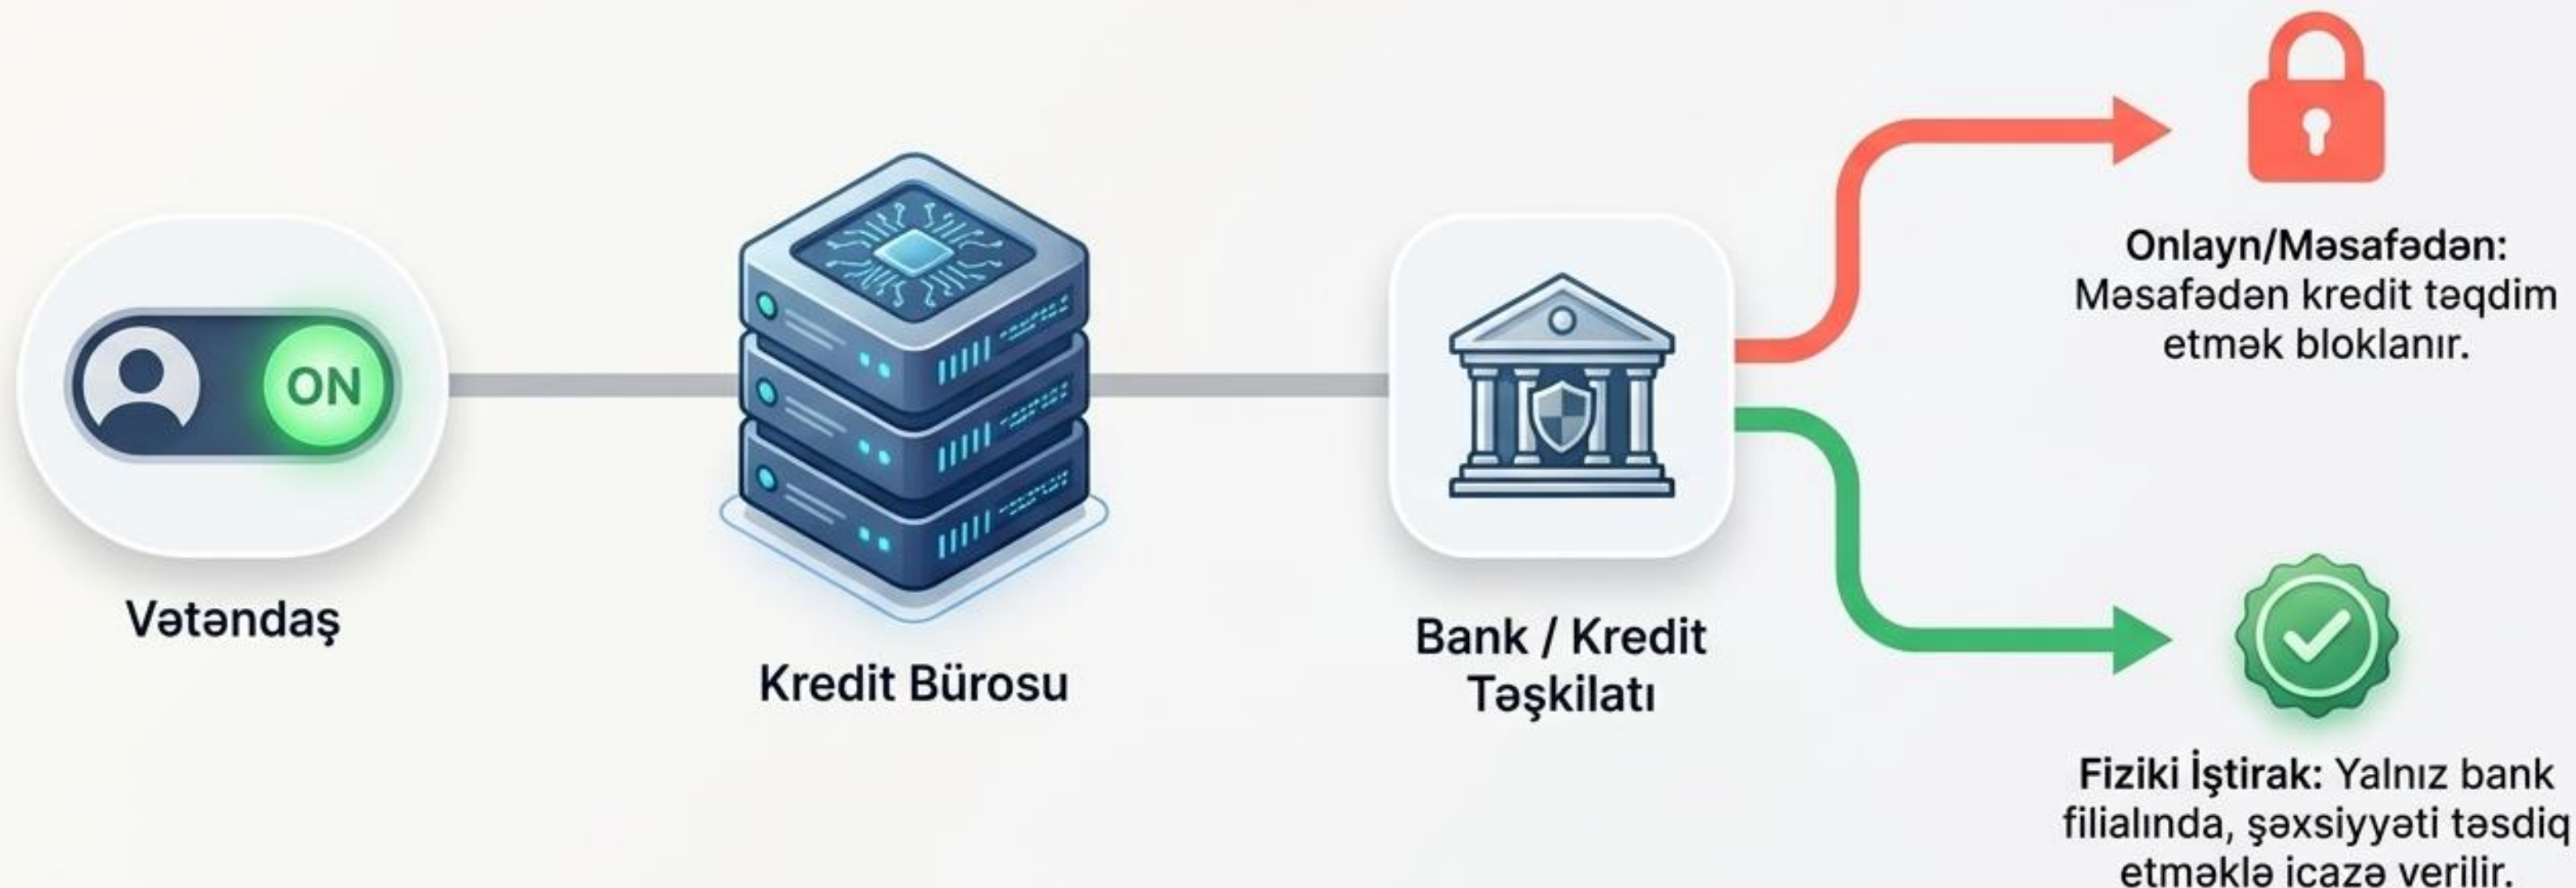 ON
Vətəndaş
Kredit Bürosu
Bank / Kredit
Təşkilatı
Onlayn/Məsafədən:
Məsafədən kredit təqdim
etmək bloklanır.
Fiziki İştirak: Yalnız bank
filialında, şəxsiyyəti təsdiq
etməklə icazə verilir.